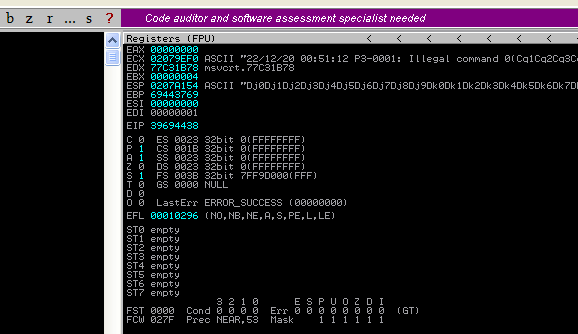 b z r ... s ? Code auditor and software assessment specialist needed
Registers (FPU) < < < < < < <
EAX 00000000
ECX 02079EF0 ASCII "22/12/20 00:51:12 P3-0001: Illegal command 0(Cq1Cq2Cq3C
EDX 77C31B78 msvcrt.77C31B78
EBX 00000004
ESP 0207A154 ASCII "Dj0Dj1Dj2Dj3Dj4Dj5Dj6Dj7Dj8Dj9Dk0Dk1Dk2Dk3Dk4Dk5Dk6Dk7D
EBP 69443769
ESI 00000000
EDI 00000001
EIP 39694438
C 0 ES 0023 32bit 0(FFFFFFFF)
P 1 CS 001B 32bit 0(FFFFFFFF)
A 1 SS 0023 32bit 0(FFFFFFFF)
Z 0 DS 0023 32bit 0(FFFFFFFF)
S 1 FS 003B 32bit 7FF9D000(FFF)
T 0 GS 0000 NULL
D 0
O 0 LastErr ERROR_SUCCESS (00000000)
EFL 00010296 (NO,NB,NE,A,S,PE,L,LE)
ST0 empty
ST1 empty
ST2 empty
ST3 empty
ST4 empty
ST5 empty
ST6 empty
ST7 empty
3 2 1 0 E S P U O Z D I
FST 0000 Cond 0 0 0 0 Err 0 0 0 0 0 0 0 0 (GT)
FCW 027F Prec NEAR,53 Mask 1 1 1 1 1 1